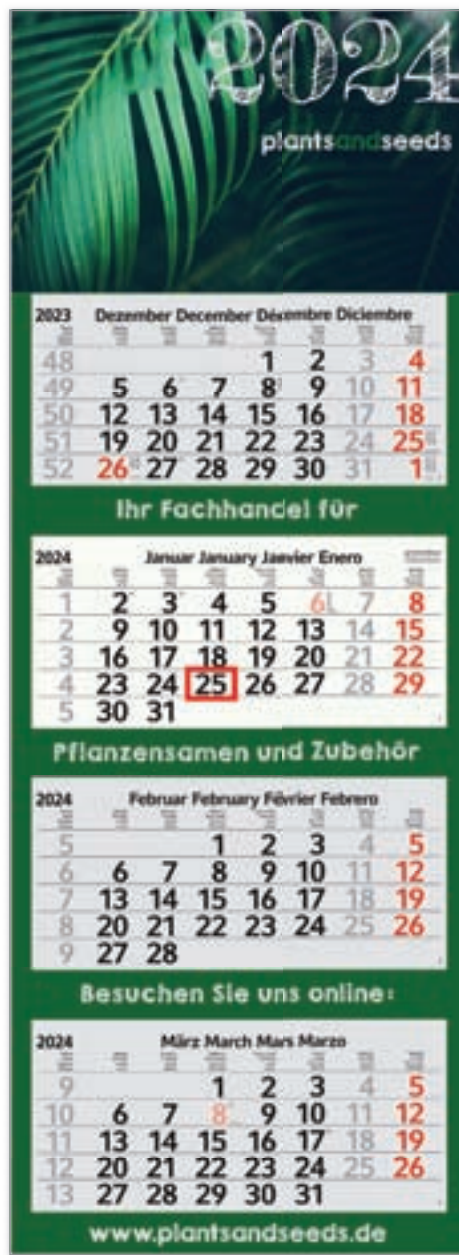 2024
plantsandseeds
2023 Dezember December Décembre Diciembre
48 1 2 3 4
49 5 6 7 8 9 10 11
50 12 13 14 15 16 17 18
51 19 20 21 22 23 24 25
52 26 27 28 29 30 31 1
Ihr Fachhandel für
2024 Januar January Janvier Enero
1 2 3 4 5 6 7 8
2 9 10 11 12 13 14 15
3 16 17 18 19 20 21 22
4 23 24 25 26 27 28 29
5 30 31
Pflanzensamen und Zubehör
2024 Februar February Février Febrero
5 1 2 3 4 5
6 6 7 8 9 10 11 12
7 13 14 15 16 17 18 19
8 20 21 22 23 24 25 26
9 27 28
Besuchen Sie uns online:
2024 März March Mars Marzo
9 1 2 3 4 5
10 6 7 8 9 10 11 12
11 13 14 15 16 17 18 19
12 20 21 22 23 24 25 26
13 27 28 29 30 31
www.plantsandseeds.de